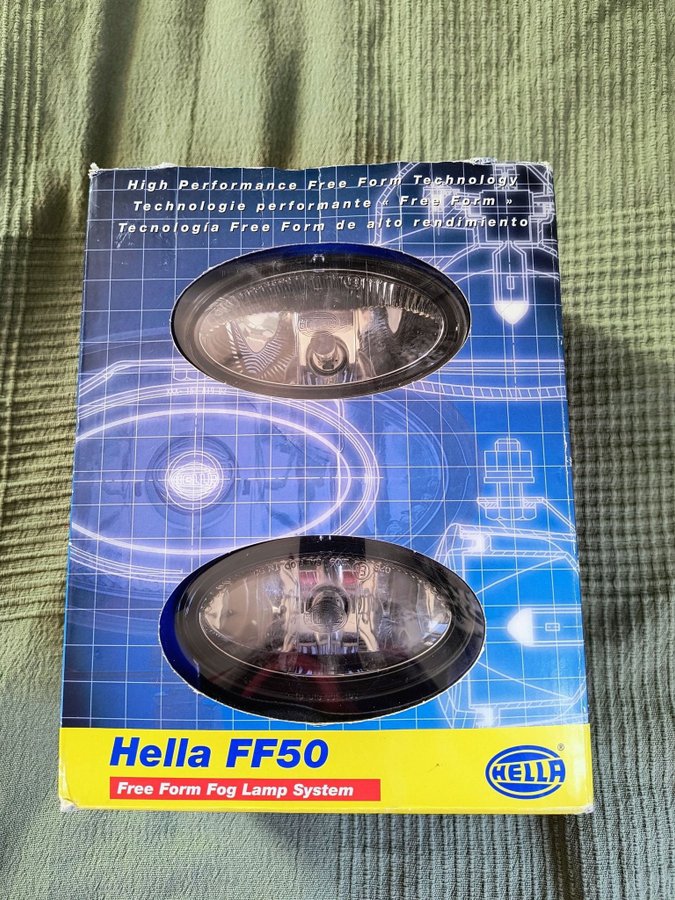 High Performance Free Form Technology
Technologie performante « Free Form »
Tecnología Free Form de alto rendimiento
HELLA
Hella FF50
HELLA ®
Free Form Fog Lamp System